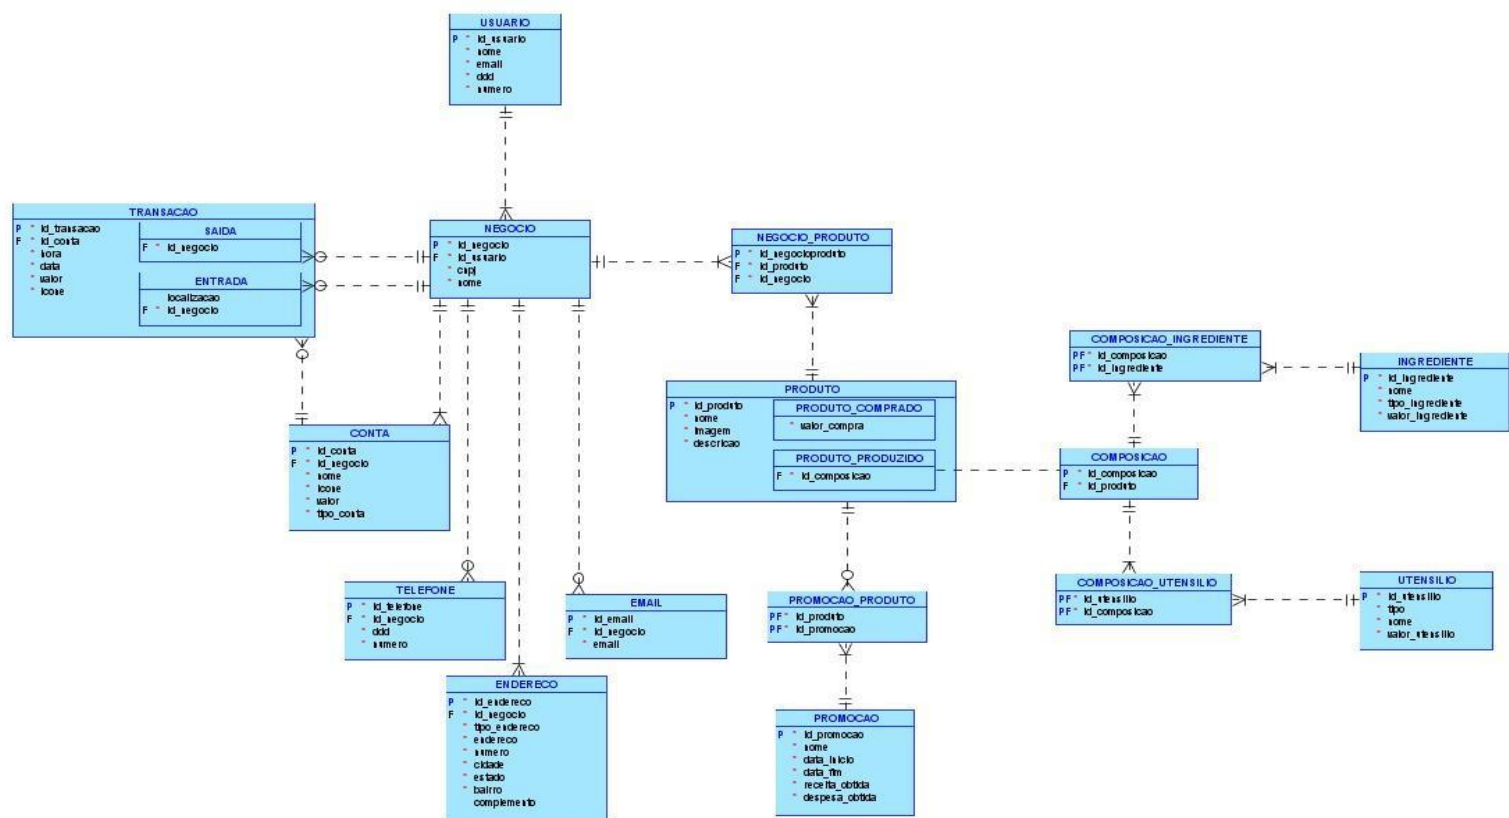 USUARIO
P * id_usuario
* nome
* email
* ddd
* numero
TRANSACAO
P * id_transacao
F * id_conta
* hora
* data
* valor
* icone
SAIDA
F * id_negocio
ENTRADA
localizacao
F * id_negocio
NEGOCIO
P * id_negocio
F * id_usuario
* cnpj
* nome
NEGOCIO_PRODUTO
P * id_negocioproduto
F * id_produto
F * id_negocio
COMPOSICAO_INGREDIENTE
PF * id_composicao
PF * id_ingrediente
INGREDIENTE
P * id_ingrediente
* nome
* tipo_ingrediente
* valor_ingrediente
PRODUTO
P * id_produto
* nome
* imagem
* descricao
PRODUTO_COMPRADO
* valor_compra
PRODUTO_PRODUZIDO
F * id_composicao
CONTA
P * id_conta
F * id_negocio
* nome
* icone
* valor
* tipo_conta
COMPOSICAO
P * id_composicao
F * id_produto
TELEFONE
P * id_telefone
F * id_negocio
* ddd
* numero
EMAIL
P * id_email
F * id_negocio
* email
PROMOCAO_PRODUTO
PF * id_produto
PF * id_promocao
COMPOSICAO_UTENSILIO
PF * id_utensilio
PF * id_composicao
UTENSILIO
P * id_utensilio
* tipo
* nome
* valor_utensilio
ENDERECO
P * id_endereco
F * id_negocio
* tipo_endereco
* endereco
* numero
* cidade
* estado
* bairro
complemento
PROMOCAO
P * id_promocao
* nome
* data_inicio
* data_fim
* receita_obtida
* despesa_obtida